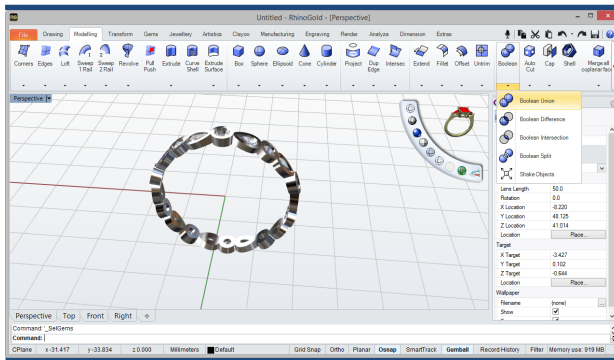 Untitled - RhinoGold - [Perspective]
File Drawing Modelling Transform Gems Jewellery Artistics Clayoo Manufacturing Engraving Render Analyze Dimension Extras
Corners Edges Loft Sweep 1 Rail Sweep 2 Rail Revolve Pull Push Extrude Curve Shell Extrude Surface Box Sphere Ellipsoid Cone Cylinder Project Dup Edge Intersec Extend Fillet Offset Untrim Boolean Auto Cut Cap Shell Merge all coplanar faces
Perspective
Boolean Union
Boolean Difference
Boolean Intersection
Boolean Split
Shake Objects
Lens Length 50.0
Rotation 0.0
X Location -8.220
Y Location 48.125
Z Location 41.014
Location Place...
Target
X Target -3.427
Y Target 0.102
Z Target -0.644
Location Place...
Wallpaper
Filename (none) ...
Show
Perspective Top Front Right
Command: '_SelGems
Command:
CPlane x -31.417 y -33.834 z 0.000 Millimeters Default Grid Snap Ortho Planar Osnap SmartTrack Gumball Record History Filter Memory use: 919 MB